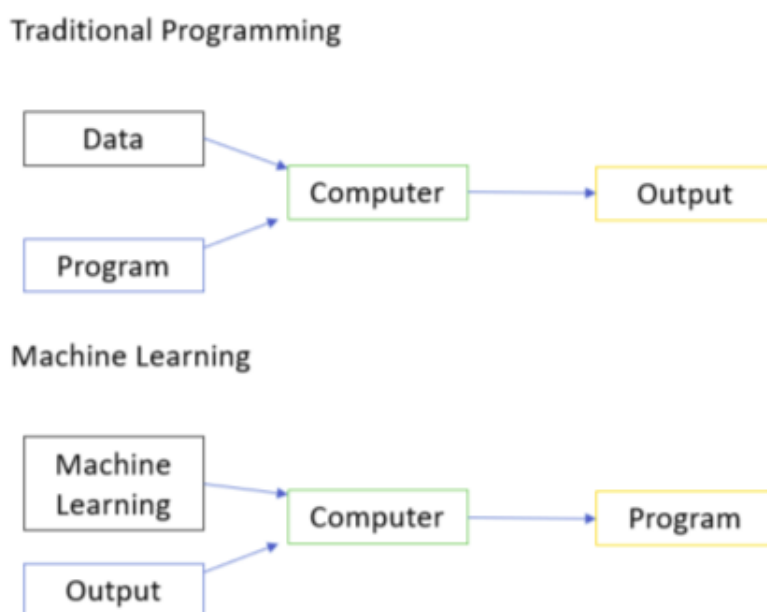 Traditional Programming
Data
Computer
Output
Program
Machine Learning
Machine
Learning
Computer
Program
Output